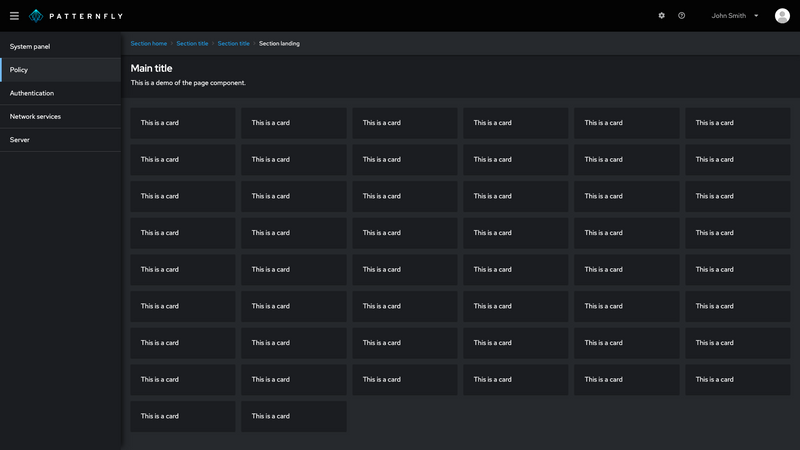 PATTERNFLY
John Smith
System panel
Policy
Authentication
Network services
Server
Section home > Section title > Section title > Section landing
Main title
This is a demo of the page component.
This is a card This is a card This is a card This is a card This is a card This is a card
This is a card This is a card This is a card This is a card This is a card This is a card
This is a card This is a card This is a card This is a card This is a card This is a card
This is a card This is a card This is a card This is a card This is a card This is a card
This is a card This is a card This is a card This is a card This is a card This is a card
This is a card This is a card This is a card This is a card This is a card This is a card
This is a card This is a card This is a card This is a card This is a card This is a card
This is a card This is a card This is a card This is a card This is a card This is a card
This is a card This is a card